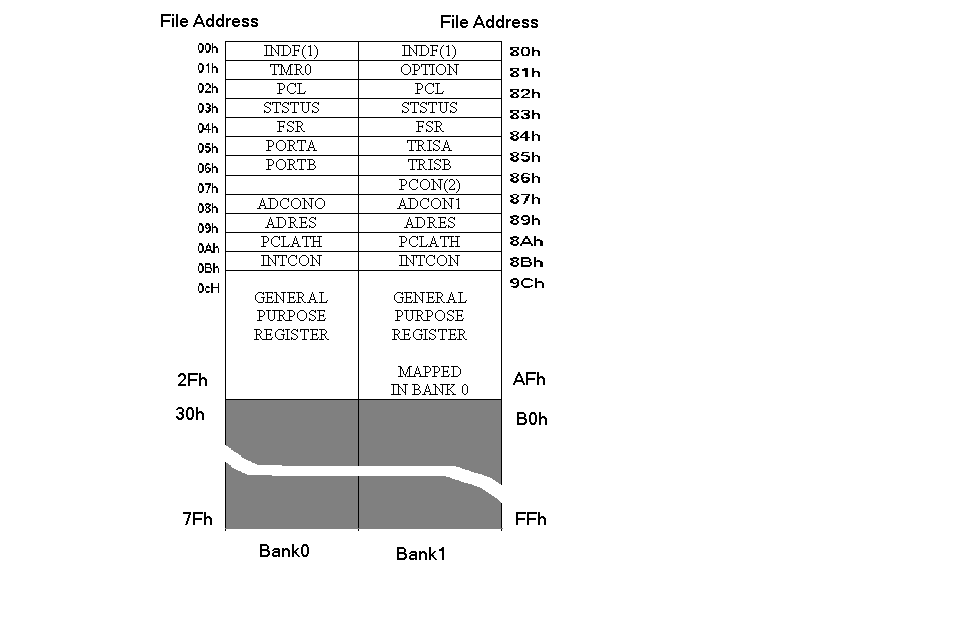 File Address File Address
00h INDF(1) INDF(1) 80h
01h TMR0 OPTION 81h
02h PCL PCL 82h
03h STSTUS STSTUS 83h
04h FSR FSR 84h
05h PORTA TRISA 85h
06h PORTB TRISB 86h
07h PCON(2) 87h
08h ADCONO ADCON1 89h
09h ADRES ADRES 8Ah
0Ah PCLATH PCLATH 8Bh
0Bh INTCON INTCON 9Ch
0cH
GENERAL GENERAL
PURPOSE PURPOSE
REGISTER REGISTER
MAPPED
2Fh IN BANK 0 AFh
30h B0h
7Fh FFh
Bank0 Bank1